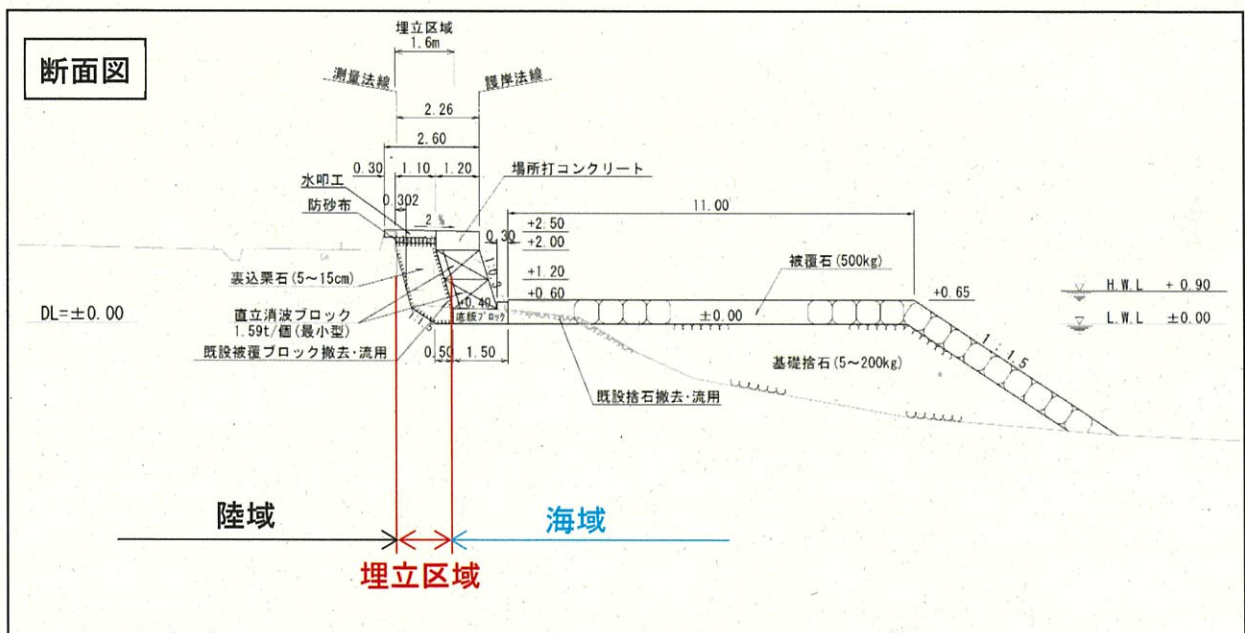 断面図
埋立区域
1.6m
測量法線
護岸法線
2.26
2.60
0.30
1.10
1.20
場所打コンクリート
水叩工
0.302
防砂布
2 %
11.00
+2.50
0.30
+2.00
被覆石(500kg)
裏込栗石(5～15cm)
+1.20
H.W.L + 0.90
+0.60
+0.65
+0.40
DL=±0.00
直立消波ブロック
底版ブロック
±0.00
L.W.L ±0.00
1:1.5
1.59t/個(最小型)
1:1.5
既設被覆ブロック撤去・流用
0.50
1.50
基礎捨石(5～200kg)
既設捨石撤去・流用
陸域
海域
埋立区域